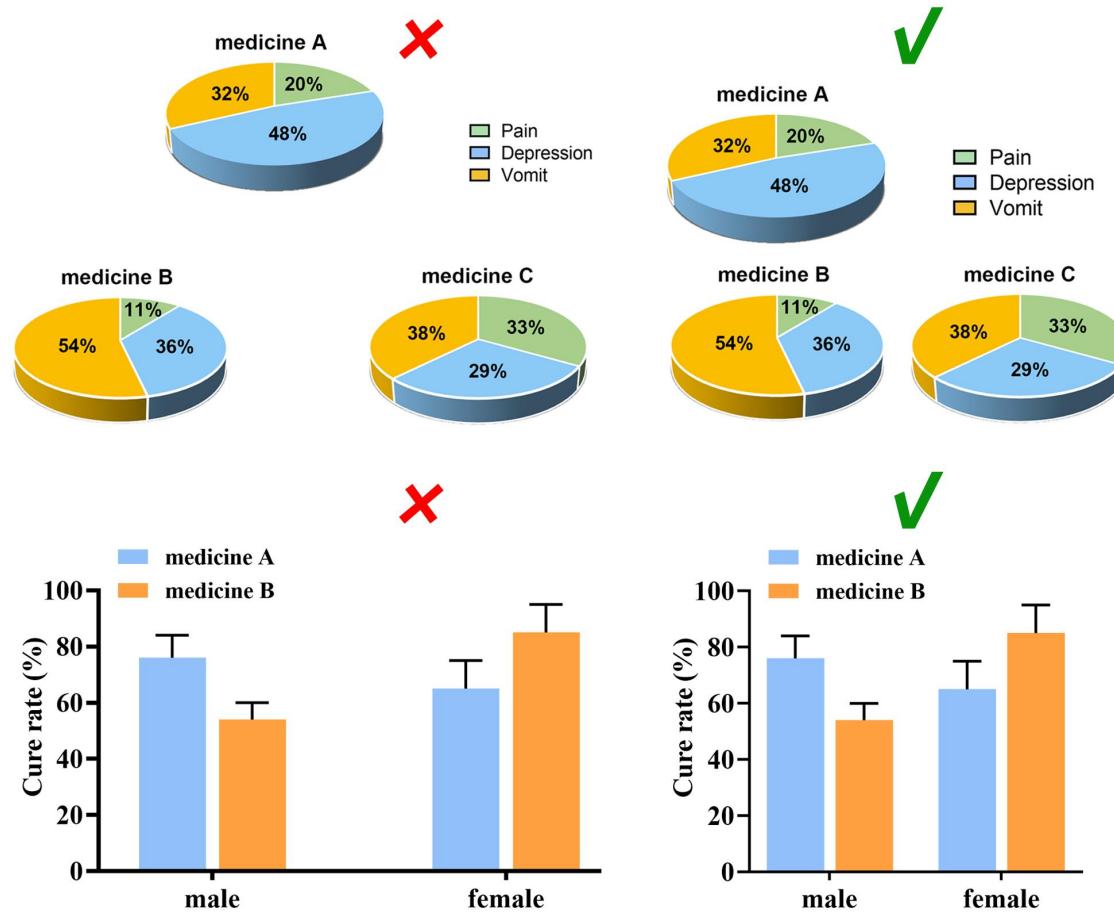 medicine A
32%
20%
48%
Pain
Depression
Vomit
medicine B
11%
54%
36%
medicine C
38%
33%
29%
medicine A
32%
20%
48%
Pain
Depression
Vomit
medicine B
11%
54%
36%
medicine C
38%
33%
29%
medicine A
medicine B
Cure rate (%)
100
80
60
40
20
0
male
female
medicine A
medicine B
Cure rate (%)
100
80
60
40
20
0
male
female